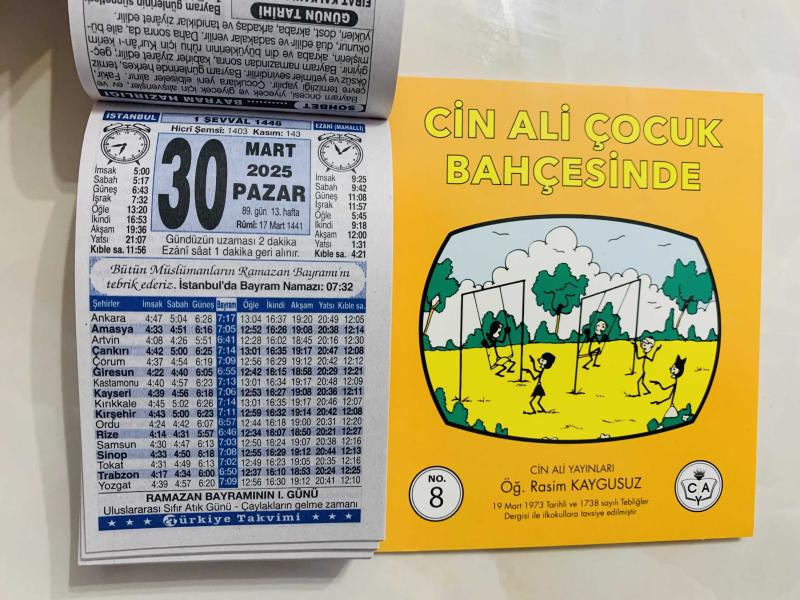 SOHBET ..... BAYRAM HAZIRLIĞI
GÜNÜN TARİHİ
İSTANBUL
1 ŞEVVÂL 1446
Hicrî Şemsî: 1403 Kasım: 143
EZÂNÎ (MAHALLÎ)
30
MART
2025
PAZAR
89. gün 13. hafta
Rûmî: 17 Mart 1441
İmsak 5:00
Sabah 5:17
Güneş 6:43
İşrak 7:32
Öğle 13:20
İkindi 16:53
Akşam 19:36
Yatsı 21:07
Kıble sa. 11:56
İmsak 9:25
Sabah 9:42
Güneş 11:08
İşrak 11:57
Öğle 5:45
İkindi 9:18
Akşam 12:00
Yatsı 1:31
Kıble sa. 4:21
Gündüzün uzaması 2 dakika
Ezânî sâat 1 dakika geri alınır.
Bütün Müslümanların Ramazan Bayramı'nı
tebrik ederiz. İstanbul'da Bayram Namazı: 07:32
Şehirler İmsak Sabah Güneş Bayram Öğle İkindi Akşam Yatsı Kıble sa.
Ankara 4:47 5:04 6:28 7:17 13:04 16:37 19:20 20:49 12:05
Amasya 4:33 4:51 6:16 7:05 12:52 16:26 19:08 20:38 12:14
Artvin 4:08 4:26 5:51 6:41 12:28 16:02 18:45 20:16 12:30
Çankırı 4:42 5:00 6:25 7:14 13:01 16:35 19:17 20:47 12:08
Çorum 4:37 4:54 6:19 7:09 12:56 16:29 19:12 20:42 12:12
Giresun 4:22 4:40 6:05 6:55 12:42 16:15 18:58 20:29 12:21
Kastamonu 4:40 4:57 6:23 7:13 13:01 16:34 19:17 20:48 12:09
Kayseri 4:39 4:56 6:18 7:06 12:53 16:27 19:08 20:36 12:11
Kırıkkale 4:45 5:02 6:26 7:14 13:01 16:35 19:17 20:46 12:07
Kırşehir 4:43 5:00 6:23 7:11 12:59 16:32 19:14 20:42 12:08
Ordu 4:24 4:42 6:07 6:57 12:44 16:18 19:00 20:31 12:20
Rize 4:14 4:31 5:57 6:46 12:34 16:07 18:50 20:21 12:27
Samsun 4:30 4:47 6:13 7:03 12:50 16:24 19:07 20:38 12:16
Sinop 4:33 4:50 6:18 7:08 12:55 16:29 19:12 20:44 12:13
Tokat 4:31 4:49 6:13 7:02 12:49 16:23 19:05 20:35 12:16
Trabzon 4:17 4:34 6:00 6:50 12:37 16:10 18:53 20:24 12:25
Yozgat 4:39 4:57 6:20 7:09 12:57 16:30 19:12 20:41 12:10
RAMAZAN BAYRAMININ I. GÜNÜ
Uluslararası Sıfır Atık Günü - Çaylakların gelme zamanı
Türkiye Takvimi
CİN ALİ ÇOCUK
BAHÇESİNDE
NO.
8
CİN ALİ YAYINLARI
Öğ. Rasim KAYGUSUZ
19 Mart 1973 Tarihli ve 1738 sayılı Tebliğler
Dergisi ile ilkokullara tavsiye edilmiştir
C A